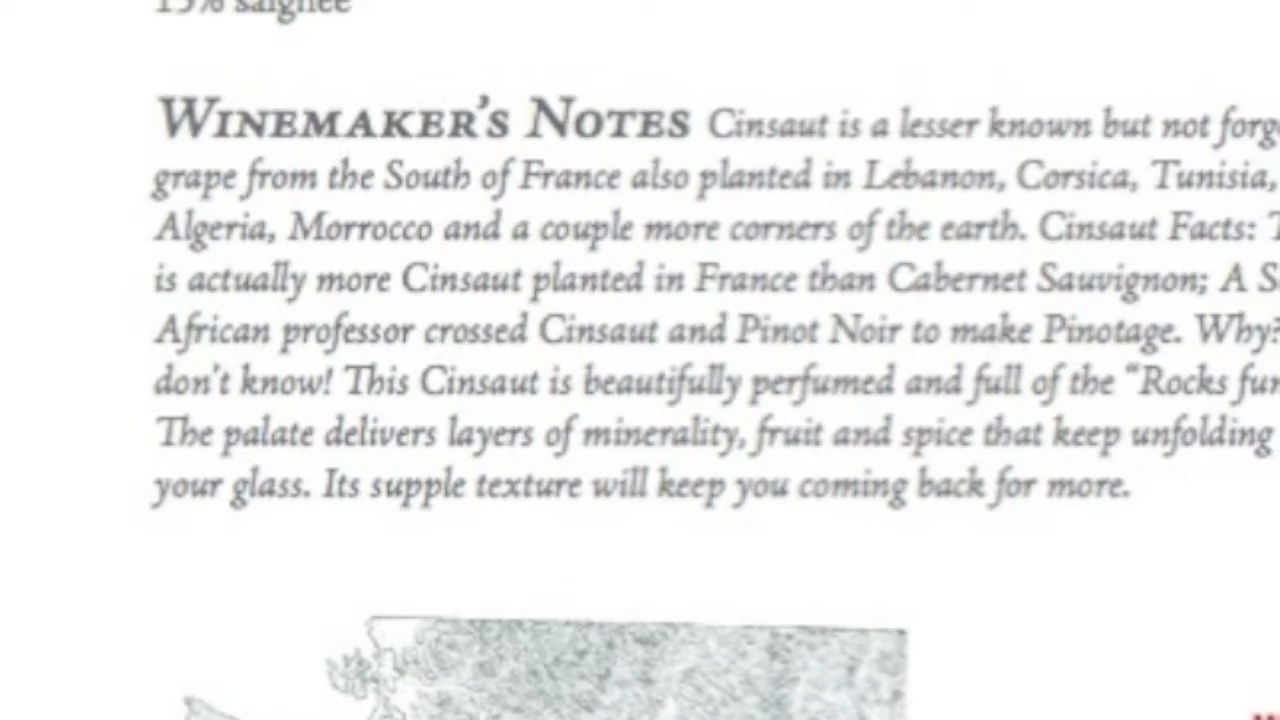 15% saignée
WINEMAKER'S NOTES Cinsaut is a lesser known but not
grape from the South of France also planted in Lebanon, Corsica, Tunisia,
Algeria, Morrocco and a couple more corners of the earth. Cinsaut Facts:
is actually more Cinsaut planted in France than Cabernet Sauvignon; A
African professor crossed Cinsaut and Pinot Noir to make Pinotage. Why?
don't know! This Cinsaut is beautifully perfumed and full of the "Rocks
The palate delivers layers of minerality, fruit and spice that keep unfolding
your glass. Its supple texture will keep you coming back for more.